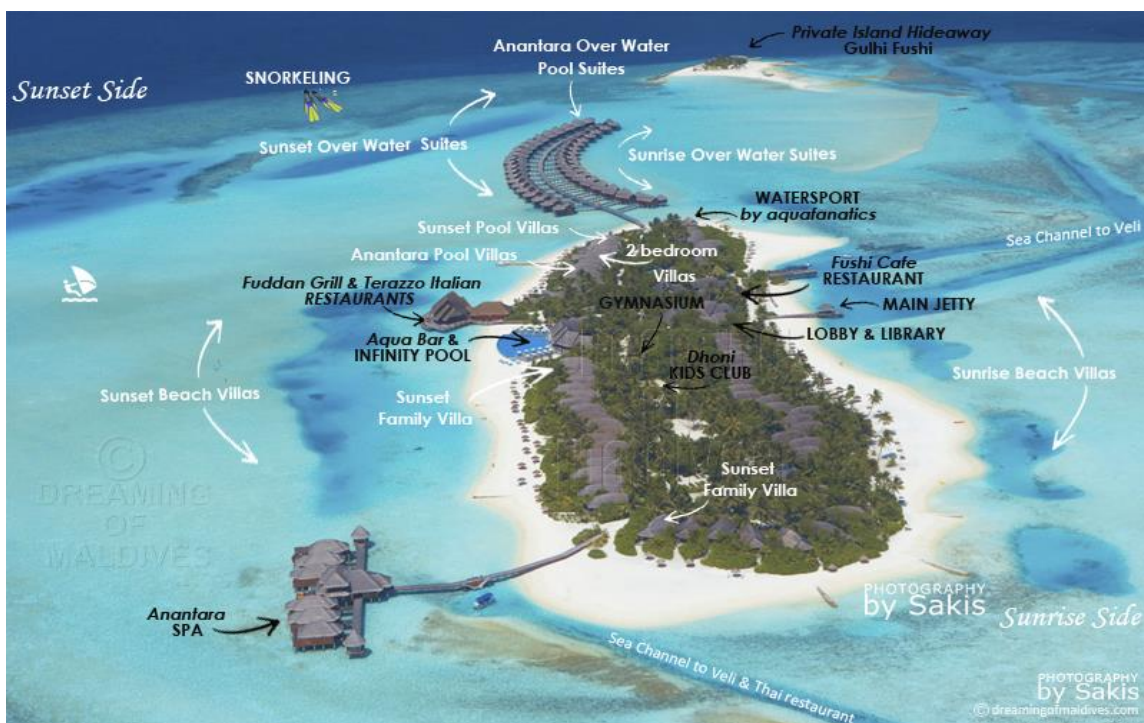 Private Island Hideaway
Gulhi Fushi
Anantara Over Water
Pool Suites
Sunset Side
SNORKELING
Sunset Over Water Suites
Sunrise Over Water Suites
WATERSPORT
by aquafanatics
Sunset Pool Villas
Sea Channel to Veli
Anantara Pool Villas
2 bedroom
Villas
Fushi Cafe
RESTAURANT
Fuddan Grill & Terazzo Italian
RESTAURANTS
GYMNASIUM
MAIN JETTY
Aqua Bar &
INFINITY POOL
LOBBY & LIBRARY
Dhoni
KIDS CLUB
Sunset Beach Villas
Sunset
Family Villa
Sunrise Beach Villas
©
DREAMING
OF
MALDIVES
Sunset
Family Villa
PHOTOGRAPHY
by Sakis
Anantara
SPA
Sunrise Side
Sea Channel to Veli & Thai restaurant
PHOTOGRAPHY
by Sakis
© dreamingofmaldives.com